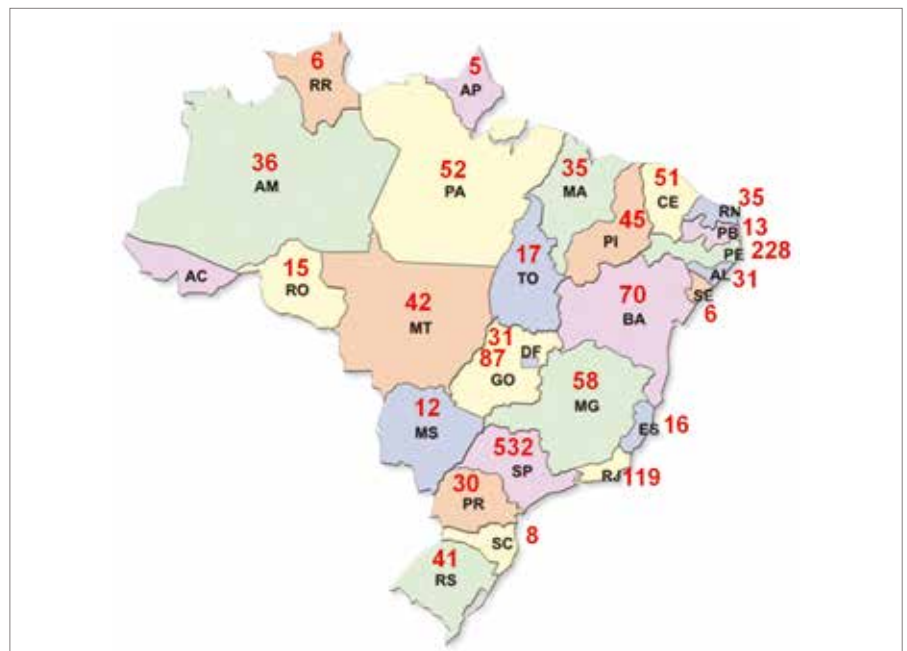 6
RR
5
AP
36
AM
52
PA
35
MA
51
CE
35
RN
45
PI
13
PB
228
PE
31
AL
6
SE
AC
15
RO
17
TO
42
MT
70
BA
31
DF
87
GO
58
MG
12
MS
16
ES
532
SP
119
RJ
30
PR
8
SC
41
RS